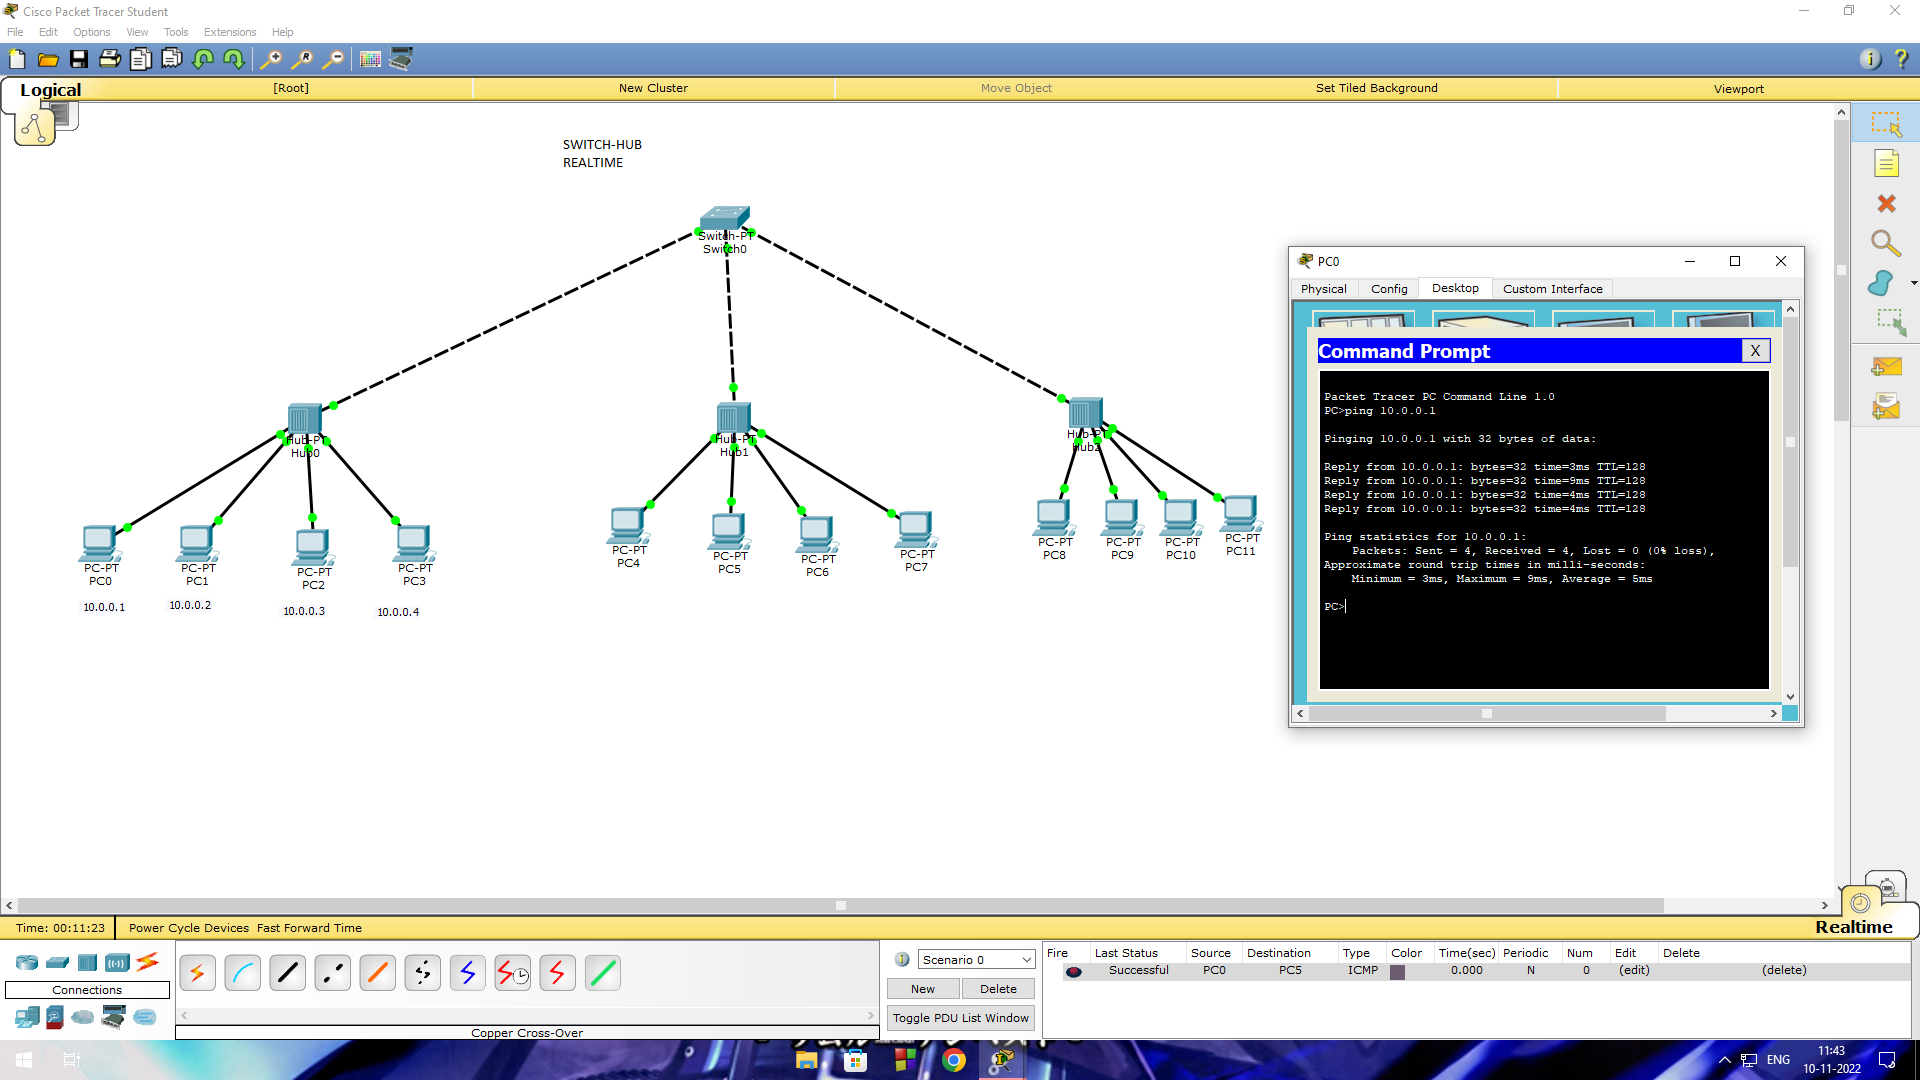 Cisco Packet Tracer Student
File Edit Options View Tools Extensions Help
Logical [Root] New Cluster Move Object Set Tiled Background Viewport
SWITCH-HUB
REALTIME
Switch-PT
Switch0
Hub-PT
Hub0
Hub-PT
Hub1
Hub-PT
Hub2
PC-PT
PC0
PC-PT
PC1
PC-PT
PC2
PC-PT
PC3
PC-PT
PC4
PC-PT
PC5
PC-PT
PC6
PC-PT
PC7
PC-PT
PC8
PC-PT
PC9
PC-PT
PC10
PC-PT
PC11
10.0.0.1
10.0.0.2
10.0.0.3
10.0.0.4
PC0
Physical Config Desktop Custom Interface
Command Prompt X
Packet Tracer PC Command Line 1.0
PC>ping 10.0.0.1
Pinging 10.0.0.1 with 32 bytes of data:
Reply from 10.0.0.1: bytes=32 time=3ms TTL=128
Reply from 10.0.0.1: bytes=32 time=9ms TTL=128
Reply from 10.0.0.1: bytes=32 time=4ms TTL=128
Reply from 10.0.0.1: bytes=32 time=4ms TTL=128
Ping statistics for 10.0.0.1:
Packets: Sent = 4, Received = 4, Lost = 0 (0% loss),
Approximate round trip times in milli-seconds:
Minimum = 3ms, Maximum = 9ms, Average = 5ms
PC>
Time: 00:11:23 Power Cycle Devices Fast Forward Time
Realtime
Connections
Copper Cross-Over
Scenario 0
New Delete
Toggle PDU List Window
Fire Last Status Source Destination Type Color Time(sec) Periodic Num Edit Delete
Successful PC0 PC5 ICMP 0.000 N 0 (edit) (delete)
ENG
11:43
10-11-2022